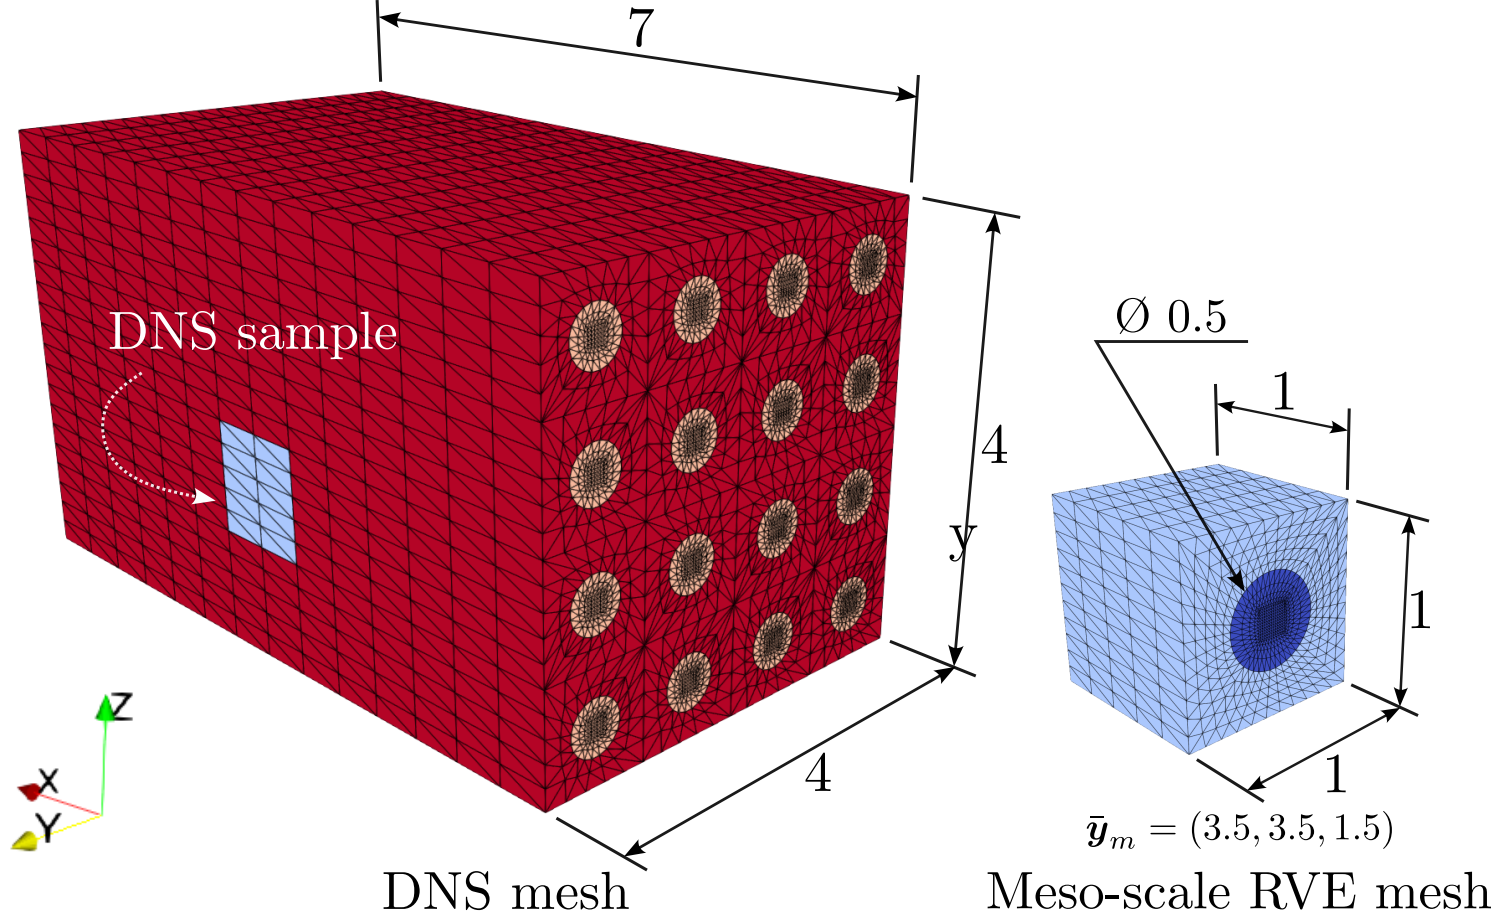 7
DNS sample
4
y
4
Z
X
Y
DNS mesh
Ø 0.5
1
1
1
ȳₘ = (3.5, 3.5, 1.5)
Meso-scale RVE mesh